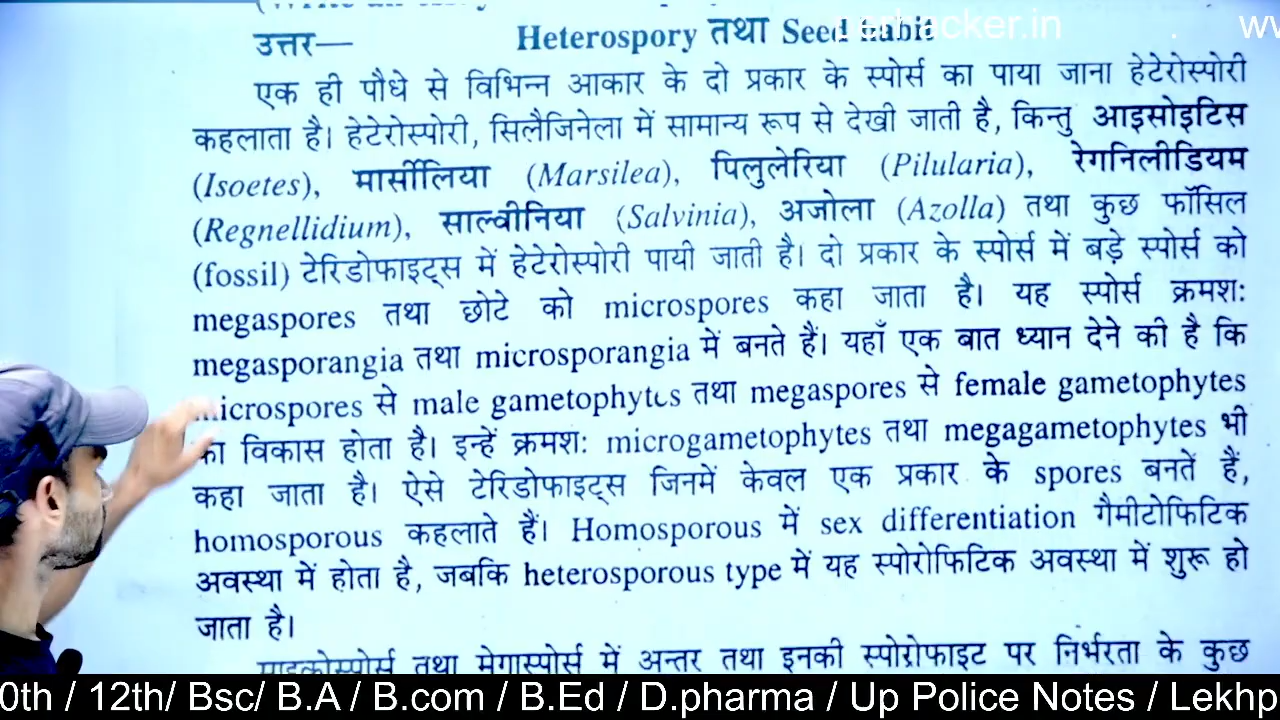 perhacker.in
उत्तर— Heterospory तथा Seed habit
एक ही पौधे से विभिन्न आकार के दो प्रकार के स्पोर्स का पाया जाना हेटेरोस्पोरी
कहलाता है। हेटेरोस्पोरी, सिलैजिनेला में सामान्य रूप से देखी जाती है, किन्तु आइसोइटिस
(Isoetes), मार्सीलिया (Marsilea), पिलुलेरिया (Pilularia), रेगनिलीडियम
(Regnellidium), साल्वीनिया (Salvinia), अजोला (Azolla) तथा कुछ फॉसिल
(fossil) टेरिडोफाइट्स में हेटेरोस्पोरी पायी जाती है। दो प्रकार के स्पोर्स में बड़े स्पोर्स को
megaspores तथा छोटे को microspores कहा जाता है। यह स्पोर्स क्रमश:
megasporangia तथा microsporangia में बनते हैं। यहाँ एक बात ध्यान देने की है कि
microspores से male gametophytes तथा megaspores से female gametophytes
का विकास होता है। इन्हें क्रमश: microgametophytes तथा megagametophytes भी
कहा जाता है। ऐसे टेरिडोफाइट्स जिनमें केवल एक प्रकार के spores बनते हैं,
homosporous कहलाते हैं। Homosporous में sex differentiation गैमीटोफिटिक
अवस्था में होता है, जबकि heterosporous type में यह स्पोरोफिटिक अवस्था में शुरू हो
जाता है।
माइक्रोस्पोर्स तथा मेगास्पोर्स में अन्तर तथा इनकी स्पोरोफाइट पर निर्भरता के कुछ
0th / 12th/ Bsc/ B.A / B.com / B.Ed / D.pharma / Up Police Notes / Lekhp